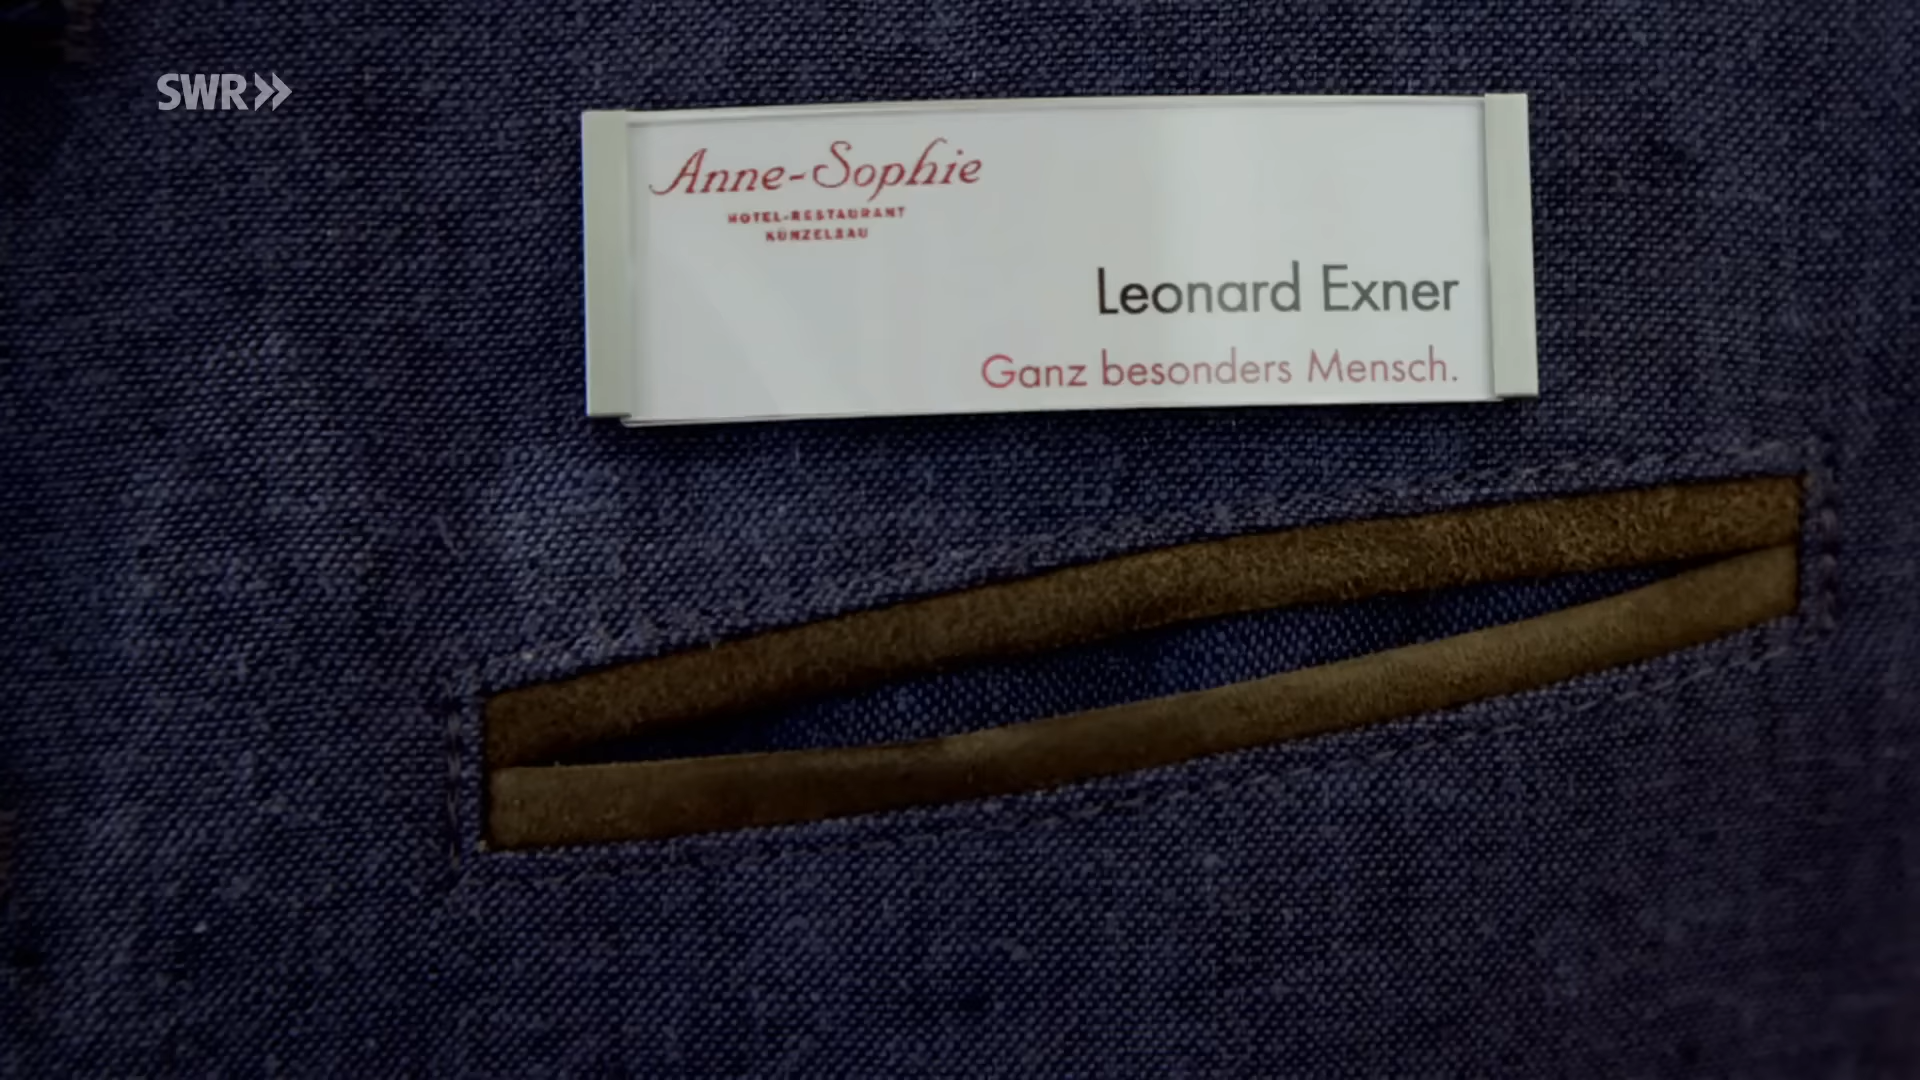 SWR»
Anne-Sophie
HOTEL-RESTAURANT
KÜNZELSAU
Leonard Exner
Ganz besonders Mensch.